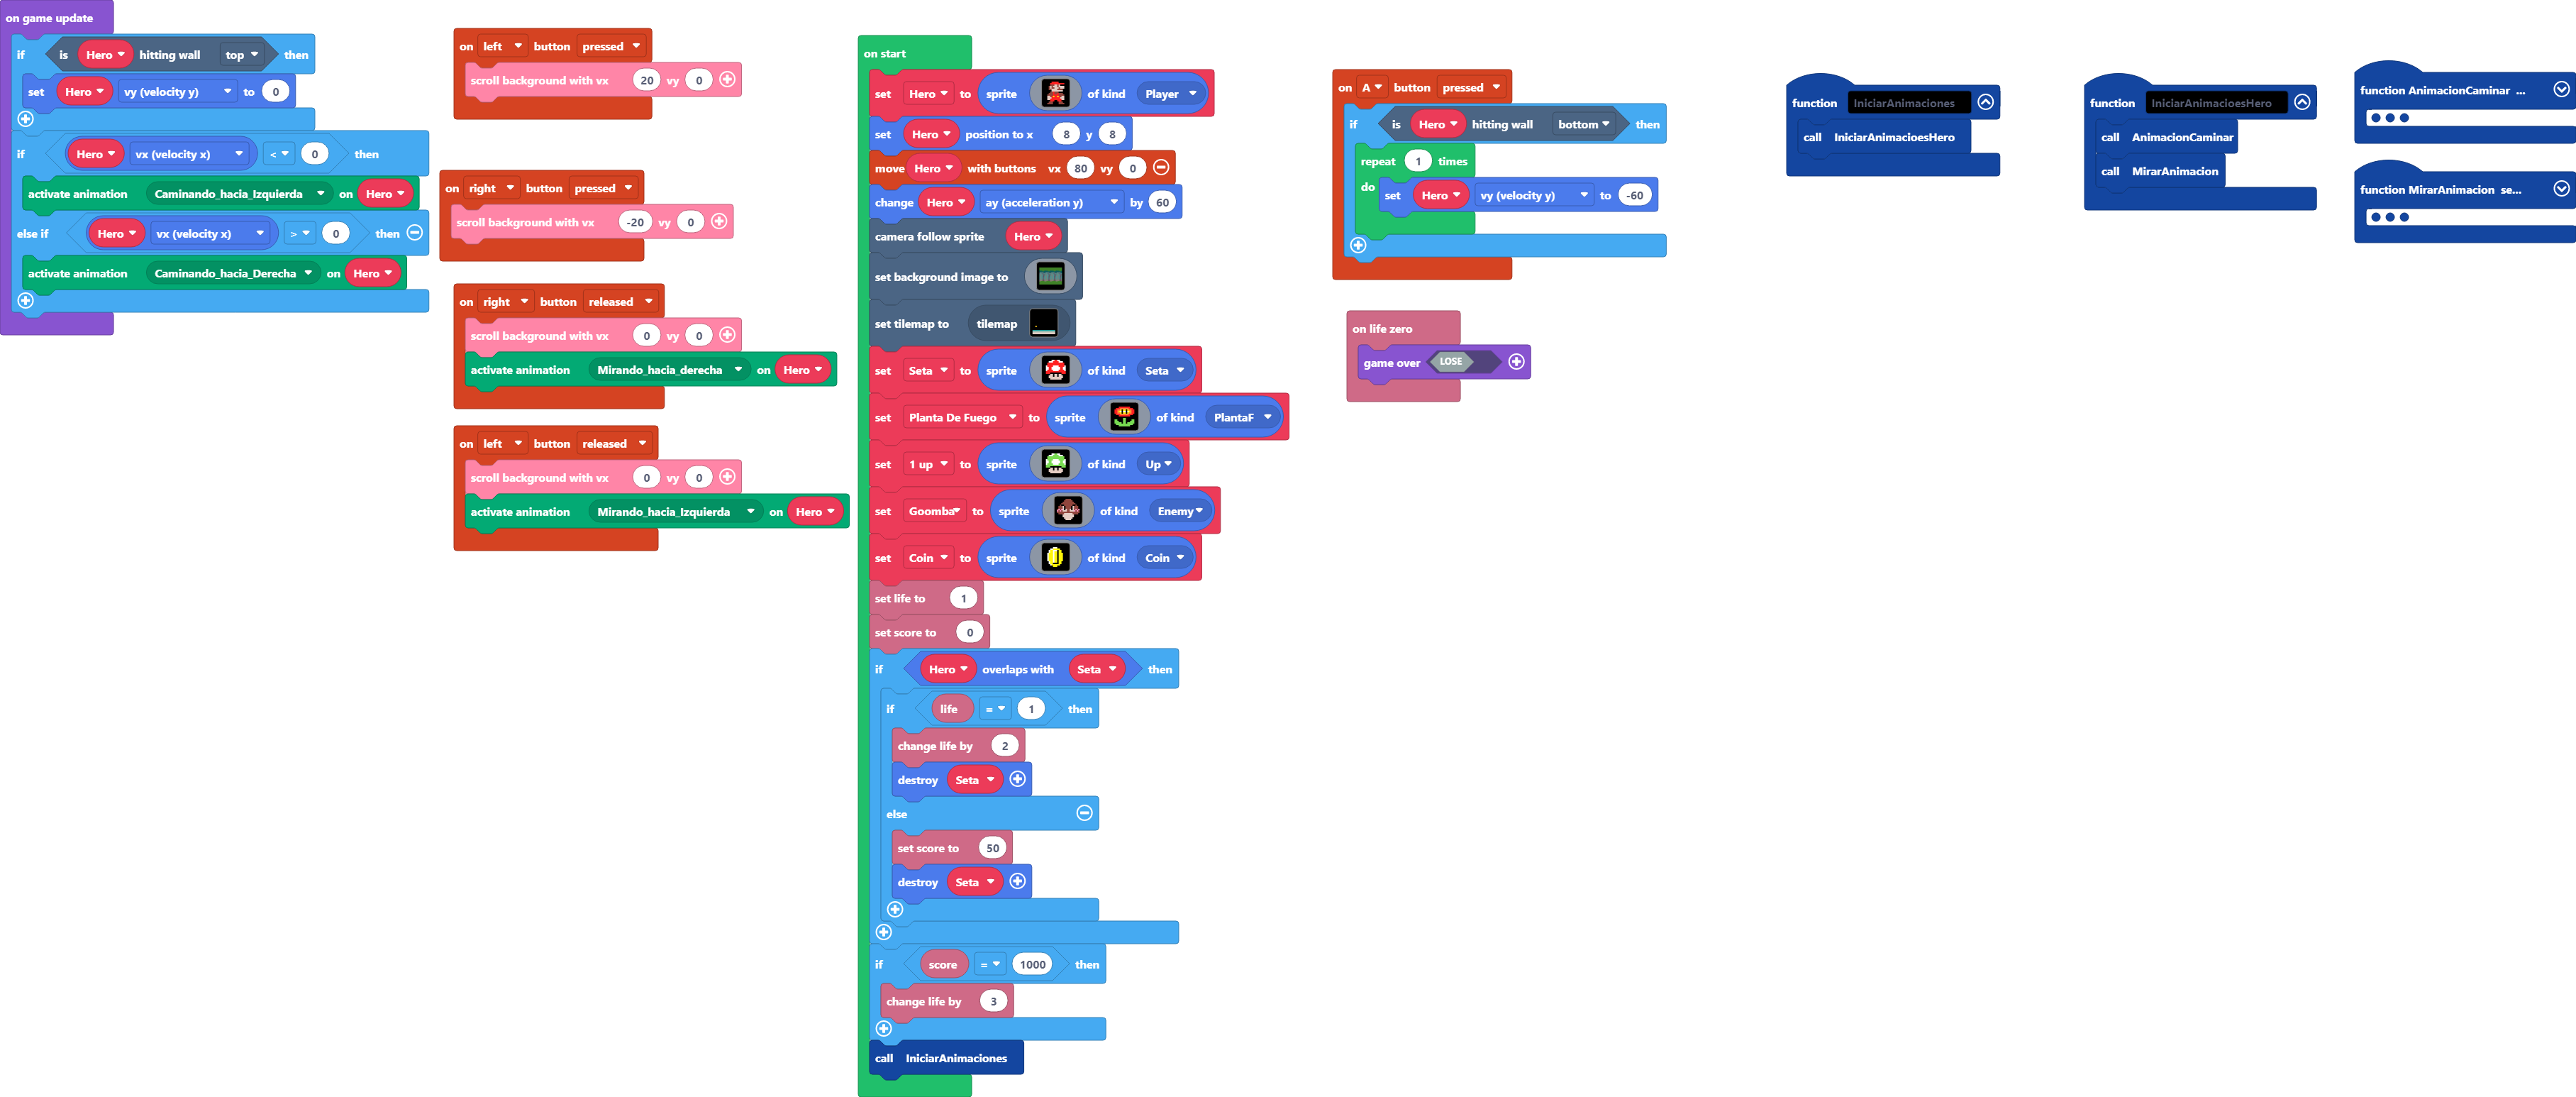 on game update
if is Hero hitting wall top then
set Hero vy (velocity y) to 0
if Hero vx (velocity x) < 0 then
activate animation Caminando_hacia_Izquierda on Hero
else if Hero vx (velocity x) > 0 then
activate animation Caminando_hacia_Derecha on Hero
on left button pressed
scroll background with vx 20 vy 0
on right button pressed
scroll background with vx -20 vy 0
on right button released
scroll background with vx 0 vy 0
activate animation Mirando_hacia_derecha on Hero
on left button released
scroll background with vx 0 vy 0
activate animation Mirando_hacia_Izquierda on Hero
on start
set Hero to sprite of kind Player
set Hero position to x 8 y 8
move Hero with buttons vx 80 vy 0
change Hero ay (acceleration y) by 60
camera follow sprite Hero
set background image to
set tilemap to tilemap
set Seta to sprite of kind Seta
set Planta De Fuego to sprite of kind PlantaF
set 1 up to sprite of kind Up
set Goomba to sprite of kind Enemy
set Coin to sprite of kind Coin
set life to 1
set score to 0
if Hero overlaps with Seta then
if life = 1 then
change life by 2
destroy Seta
else
set score to 50
destroy Seta
if score = 1000 then
change life by 3
call IniciarAnimaciones
on A button pressed
if is Hero hitting wall bottom then
repeat 1 times
do set Hero vy (velocity y) to -60
on life zero
game over LOSE
function IniciarAnimaciones
call IniciarAnimacioesHero
function IniciarAnimacioesHero
call AnimacionCaminar
call MirarAnimacion
function AnimacionCaminar ...
function MirarAnimacion se...